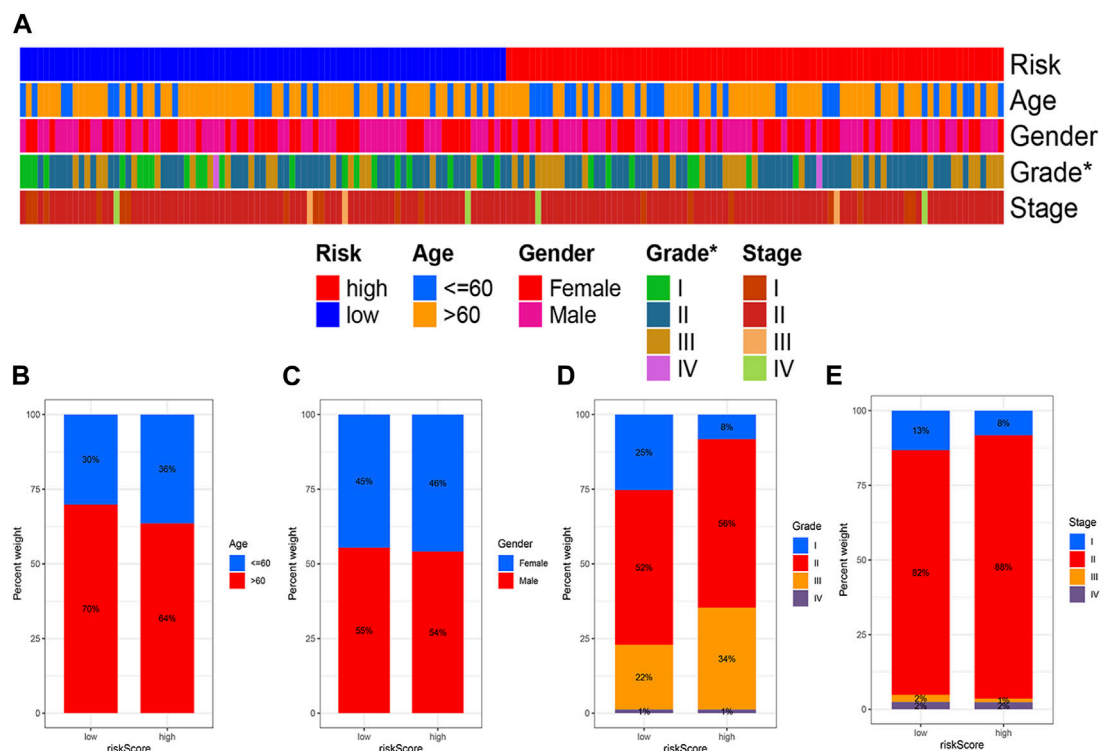 A
Risk
Age
Gender
Grade*
Stage
Risk
high
low
Age
<=60
>60
Gender
Female
Male
Grade*
I
II
III
IV
Stage
I
II
III
IV
B
100
75
50
25
0
Percent weight
30%
70%
36%
64%
low
high
riskScore
Age
<=60
>60
C
100
75
50
25
0
Percent weight
45%
55%
46%
54%
low
high
riskScore
Gender
Female
Male
D
100
75
50
25
0
Percent weight
25%
52%
22%
1%
8%
56%
34%
1%
low
high
riskScore
Grade
I
II
III
IV
E
100
75
50
25
0
Percent weight
13%
82%
2%
2%
8%
88%
1%
2%
low
high
riskScore
Stage
I
II
III
IV